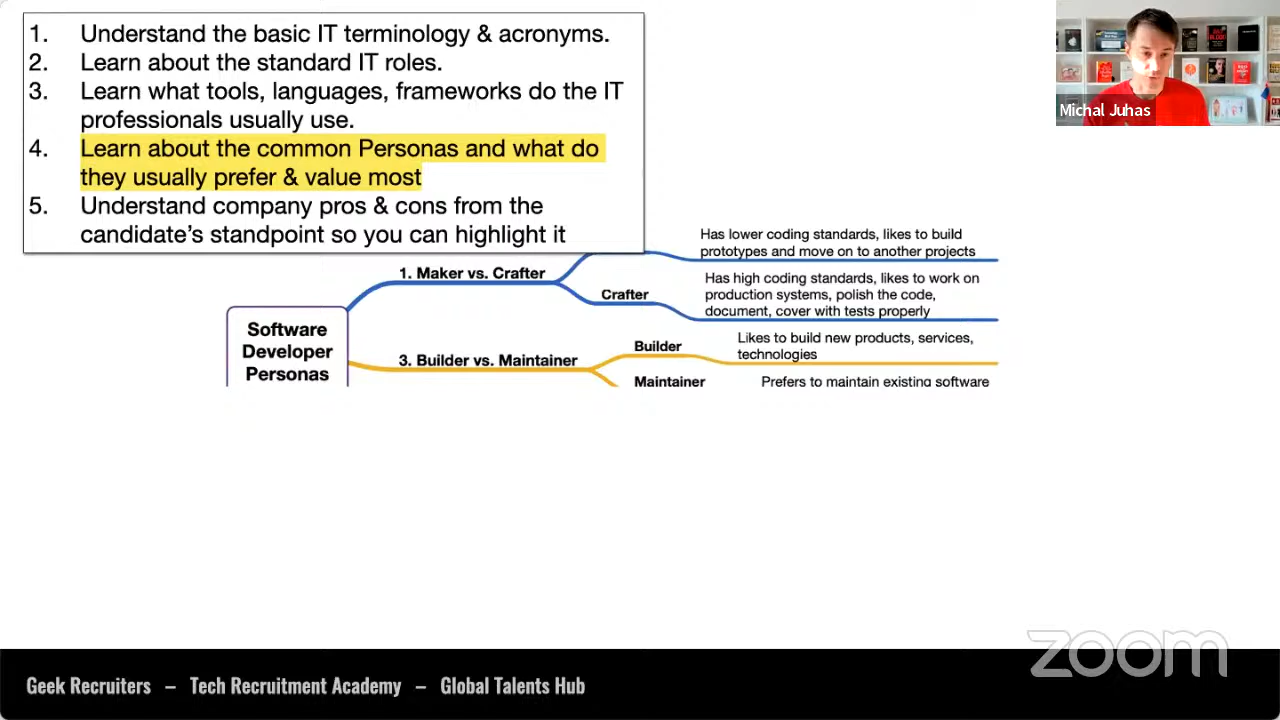 1. Understand the basic IT terminology & acronyms.
2. Learn about the standard IT roles.
3. Learn what tools, languages, frameworks do the IT
professionals usually use.
4. Learn about the common Personas and what do
they usually prefer & value most
5. Understand company pros & cons from the
candidate's standpoint so you can highlight it
Michal Juhas
Software
Developer
Personas
1. Maker vs. Crafter
Has lower coding standards, likes to build
prototypes and move on to another projects
Crafter
Has high coding standards, likes to work on
production systems, polish the code,
document, cover with tests properly
3. Builder vs. Maintainer
Builder
Likes to build new products, services,
technologies
Maintainer
Prefers to maintain existing software
zoom
Geek Recruiters – Tech Recruitment Academy – Global Talents Hub